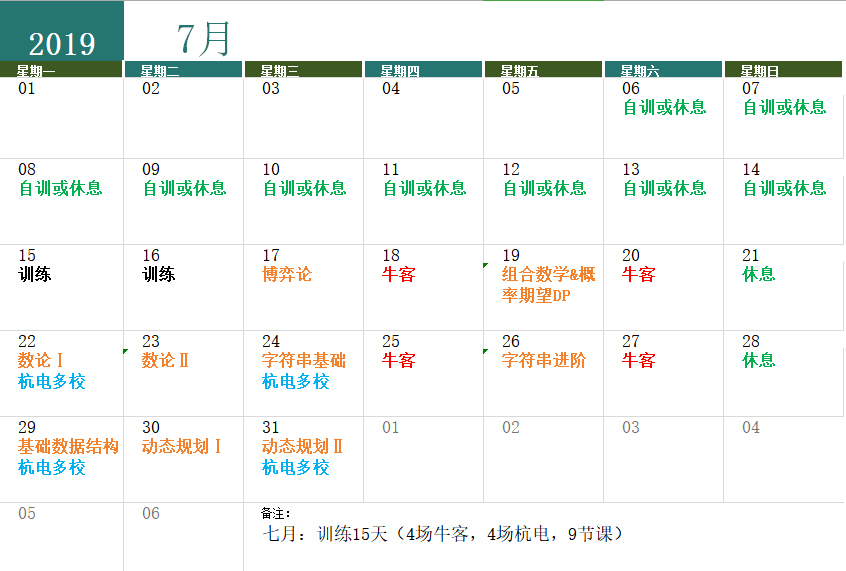 2019
7月
星期一 星期二 星期三 星期四 星期五 星期六 星期日
01 02 03 04 05 06 07
自训或休息 自训或休息
08 09 10 11 12 13 14
自训或休息 自训或休息 自训或休息 自训或休息 自训或休息 自训或休息 自训或休息
15 16 17 18 19 20 21
训练 训练 博弈论 牛客 组合数学&概 牛客 休息
率期望DP
22 23 24 25 26 27 28
数论Ⅰ 数论Ⅱ 字符串基础 牛客 字符串进阶 牛客 休息
杭电多校 杭电多校
29 30 31 01 02 03 04
基础数据结构 动态规划Ⅰ 动态规划Ⅱ
杭电多校 杭电多校
05 06 备注:
七月：训练15天（4场牛客，4场杭电，9节课）